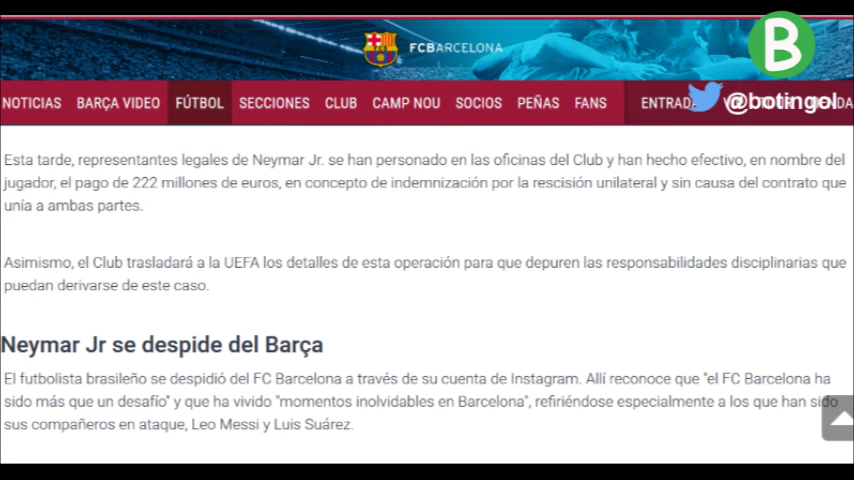 FCBARCELONA
B
NOTICIAS BARÇA VIDEO FÚTBOL SECCIONES CLUB CAMP NOU SOCIOS PEÑAS FANS
@botingol
Esta tarde, representantes legales de Neymar Jr. se han personado en las oficinas del Club y han hecho efectivo, en nombre del
jugador, el pago de 222 millones de euros, en concepto de indemnización por la rescisión unilateral y sin causa del contrato que
unía a ambas partes.
Asimismo, el Club trasladará a la UEFA los detalles de esta operación para que depuren las responsabilidades disciplinarias que
puedan derivarse de este caso.
Neymar Jr se despide del Barça
El futbolista brasileño se despidió del FC Barcelona a través de su cuenta de Instagram. Allí reconoce que "el FC Barcelona ha
sido más que un desafío" y que ha vivido "momentos inolvidables en Barcelona", refiriéndose especialmente a los que han sido
sus compañeros en ataque, Leo Messi y Luis Suárez.